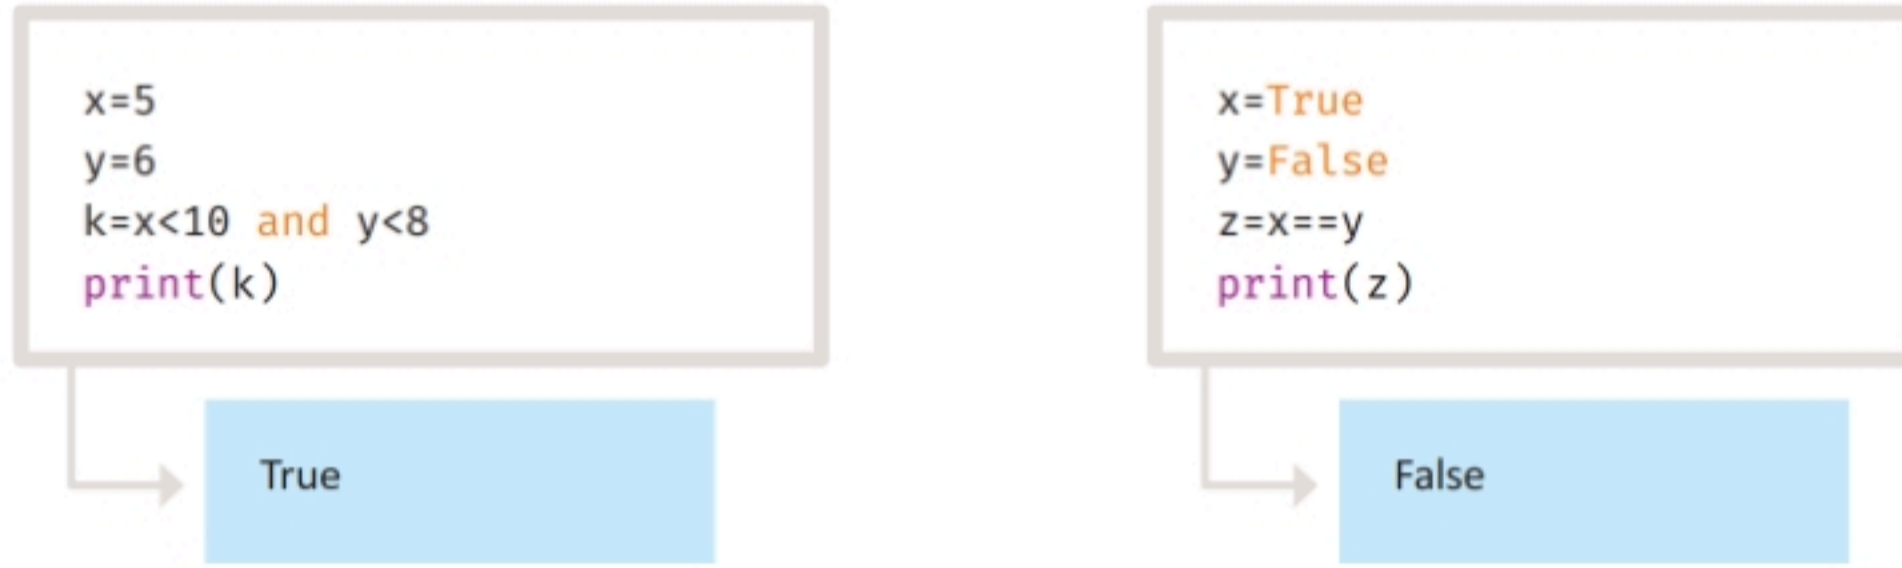 x=5
y=6
k=x<10 and y<8
print(k)
True
x=True
y=False
z=x==y
print(z)
False